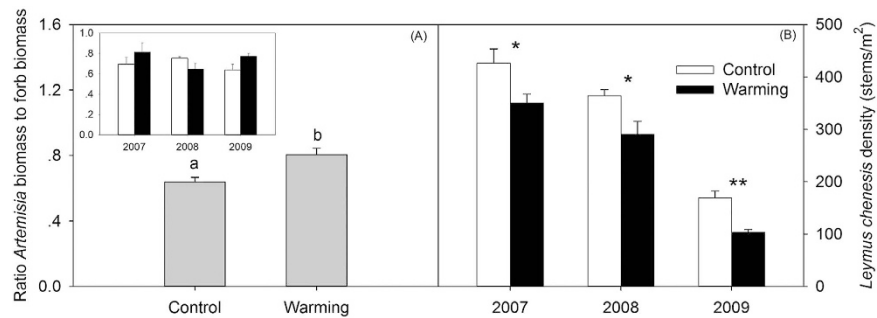 Ratio Artemisia biomass to forb biomass
1.6
1.2
.8
.4
0.0
1.0
.8
.6
.4
.2
0.0
2007 2008 2009
(A)
a
b
Control Warming
(B)
Control
Warming
*
*
**
2007 2008 2009
500
400
300
200
100
0
Leymus chenesis density (stems/m²)